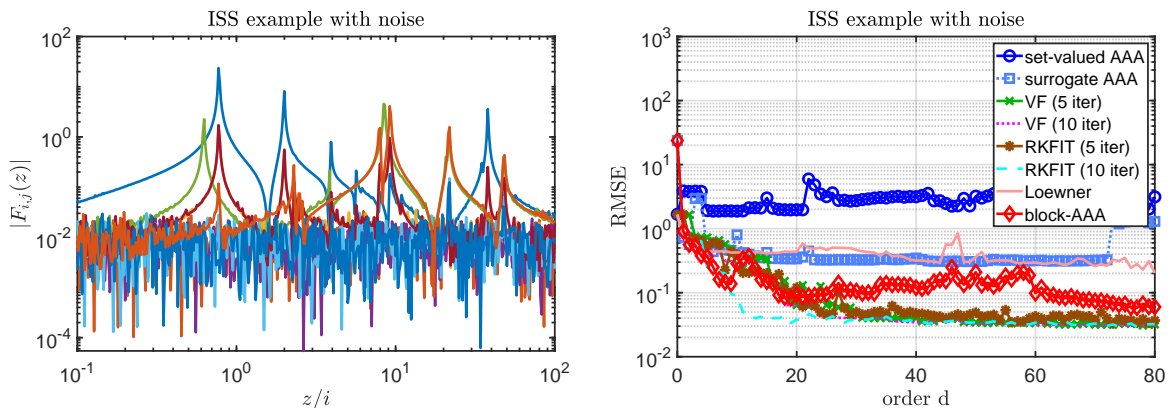 ISS example with noise
|F_{i,j}(z)|
10^2
10^0
10^{-2}
10^{-4}
10^{-1}
10^0
10^1
10^2
z/i
ISS example with noise
RMSE
10^3
10^2
10^1
10^0
10^{-1}
10^{-2}
0
20
40
60
80
order d
set-valued AAA
surrogate AAA
VF (5 iter)
VF (10 iter)
RKFIT (5 iter)
RKFIT (10 iter)
Loewner
block-AAA